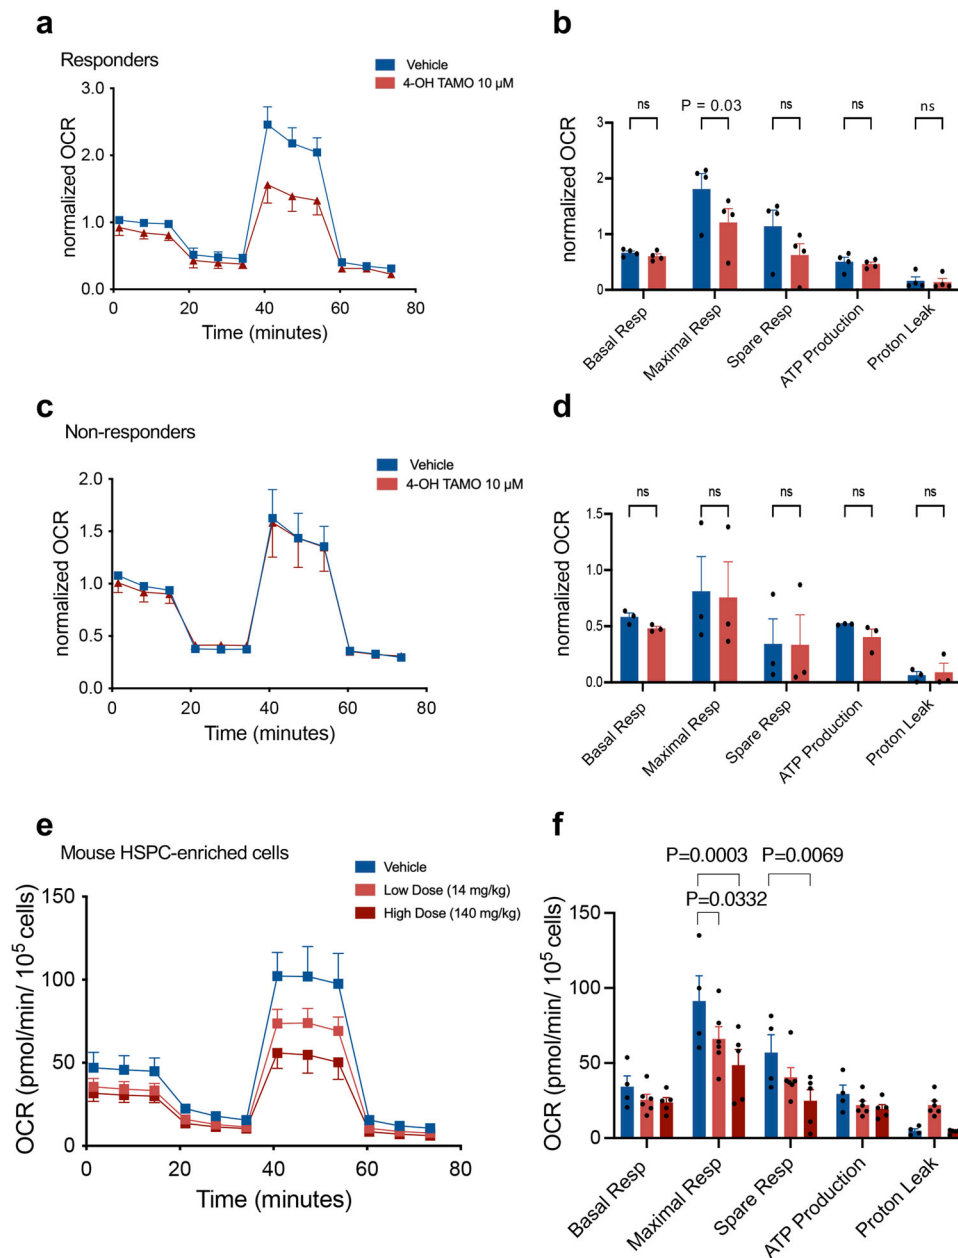 a
Responders
Vehicle
4-OH TAMO 10 µM
normalized OCR
3.0
2.0
1.0
0.0
0
20
40
60
80
Time (minutes)
b
ns
P = 0.03
ns
ns
ns
normalized OCR
3
2
1
0
Basal Resp
Maximal Resp
Spare Resp
ATP Production
Proton Leak
c
Non-responders
Vehicle
4-OH TAMO 10 µM
normalized OCR
2.0
1.5
1.0
0.5
0.0
0
20
40
60
80
Time (minutes)
d
ns
ns
ns
ns
ns
normalized OCR
1.5
1.0
0.5
0.0
Basal Resp
Maximal Resp
Spare Resp
ATP Production
Proton Leak
e
Mouse HSPC-enriched cells
Vehicle
Low Dose (14 mg/kg)
High Dose (140 mg/kg)
OCR (pmol/min/ 10⁵ cells)
150
100
50
0
0
20
40
60
80
Time (minutes)
f
P=0.0003
P=0.0069
P=0.0332
OCR (pmol/min/ 10⁵ cells)
150
100
50
0
Basal Resp
Maximal Resp
Spare Resp
ATP Production
Proton Leak